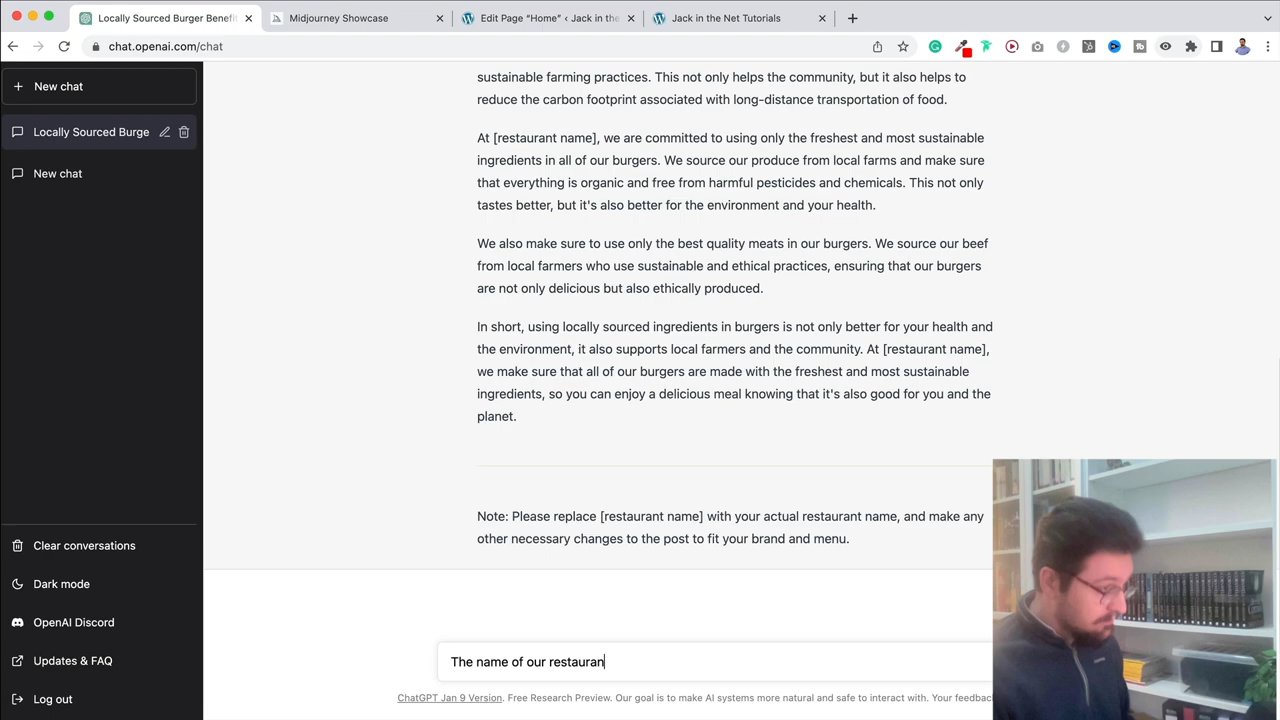 Locally Sourced Burger Benefit
Midjourney Showcase
Edit Page “Home” ‹ Jack in the
Jack in the Net Tutorials
chat.openai.com/chat
New chat
Locally Sourced Burge
New chat
sustainable farming practices. This not only helps the community, but it also helps to
reduce the carbon footprint associated with long-distance transportation of food.
At [restaurant name], we are committed to using only the freshest and most sustainable
ingredients in all of our burgers. We source our produce from local farms and make sure
that everything is organic and free from harmful pesticides and chemicals. This not only
tastes better, but it's also better for the environment and your health.
We also make sure to use only the best quality meats in our burgers. We source our beef
from local farmers who use sustainable and ethical practices, ensuring that our burgers
are not only delicious but also ethically produced.
In short, using locally sourced ingredients in burgers is not only better for your health and
the environment, it also supports local farmers and the community. At [restaurant name],
we make sure that all of our burgers are made with the freshest and most sustainable
ingredients, so you can enjoy a delicious meal knowing that it's also good for you and the
planet.
Note: Please replace [restaurant name] with your actual restaurant name, and make any
other necessary changes to the post to fit your brand and menu.
Clear conversations
Dark mode
OpenAI Discord
Updates & FAQ
Log out
The name of our restauran
ChatGPT Jan 9 Version. Free Research Preview. Our goal is to make AI systems more natural and safe to interact with. Your feedbac